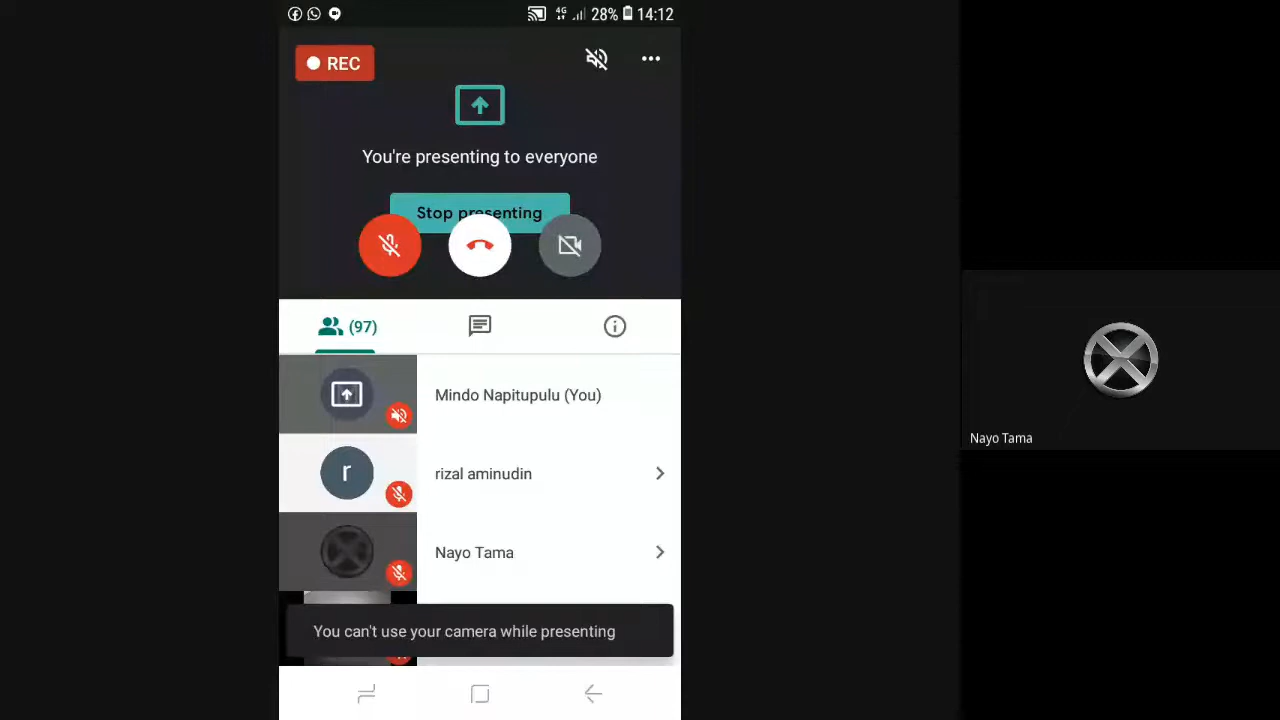 4G 28% 14:12
REC
You're presenting to everyone
Stop presenting
(97)
Mindo Napitupulu (You)
r
rizal aminudin
Nayo Tama
You can't use your camera while presenting
Nayo Tama